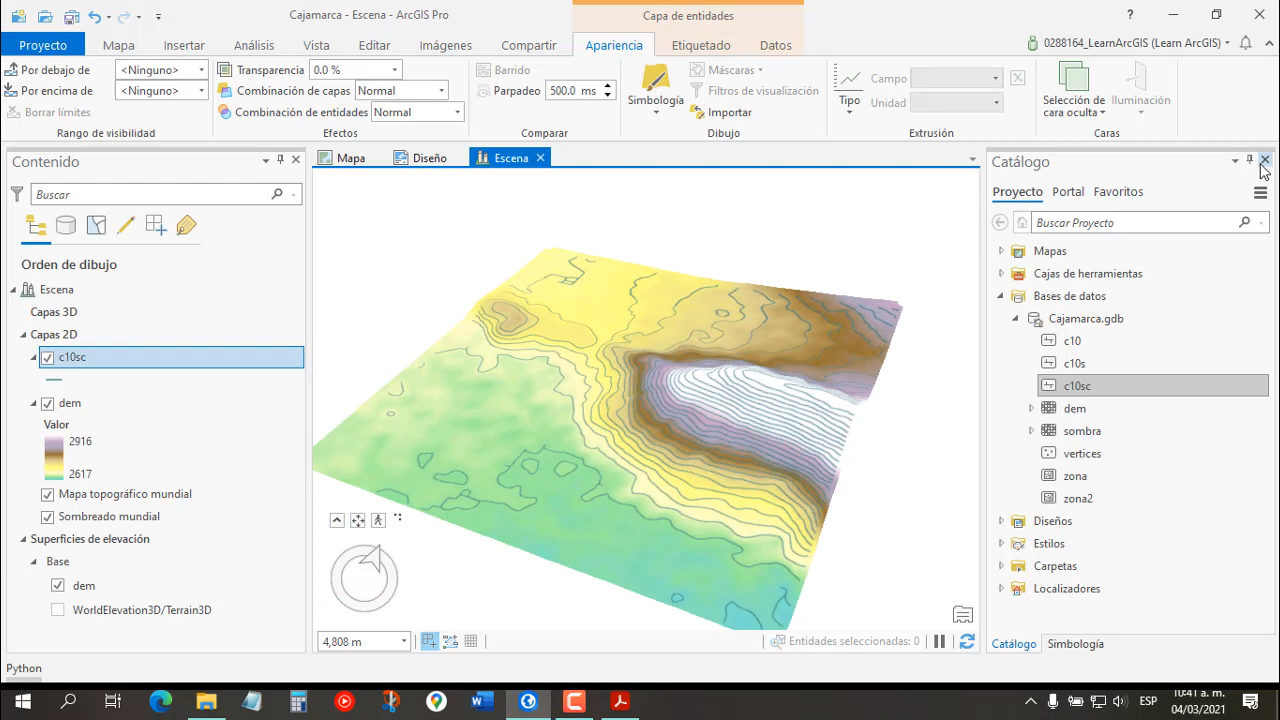 Cajamarca - Escena - ArcGIS Pro
Capa de entidades
?
Proyecto
Mapa
Insertar
Análisis
Vista
Editar
Imágenes
Compartir
Apariencia
Etiquetado
Datos
0288164_LearnArcGIS (Learn ArcGIS)
Por debajo de <Ninguno>
Por encima de <Ninguno>
Borrar límites
Rango de visibilidad
Transparencia 0.0 %
Combinación de capas Normal
Combinación de entidades Normal
Efectos
Barrido
Parpadeo 500.0 ms
Comparar
Simbología
Máscaras
Filtros de visualización
Importar
Dibujo
Tipo
Campo
Unidad
Extrusión
Selección de cara oculta
Iluminación
Caras
Contenido
Buscar
Orden de dibujo
Escena
Capas 3D
Capas 2D
c10sc
dem
Valor
2916
2617
Mapa topográfico mundial
Sombreado mundial
Superficies de elevación
Base
dem
WorldElevation3D/Terrain3D
Mapa
Diseño
Escena
4,808 m
Entidades seleccionadas: 0
Catálogo
Proyecto Portal Favoritos
Buscar Proyecto
Mapas
Cajas de herramientas
Bases de datos
Cajamarca.gdb
c10
c10s
c10sc
dem
sombra
vertices
zona
zona2
Diseños
Estilos
Carpetas
Localizadores
Catálogo Simbología
Python
ESP
10:41 a. m.
04/03/2021